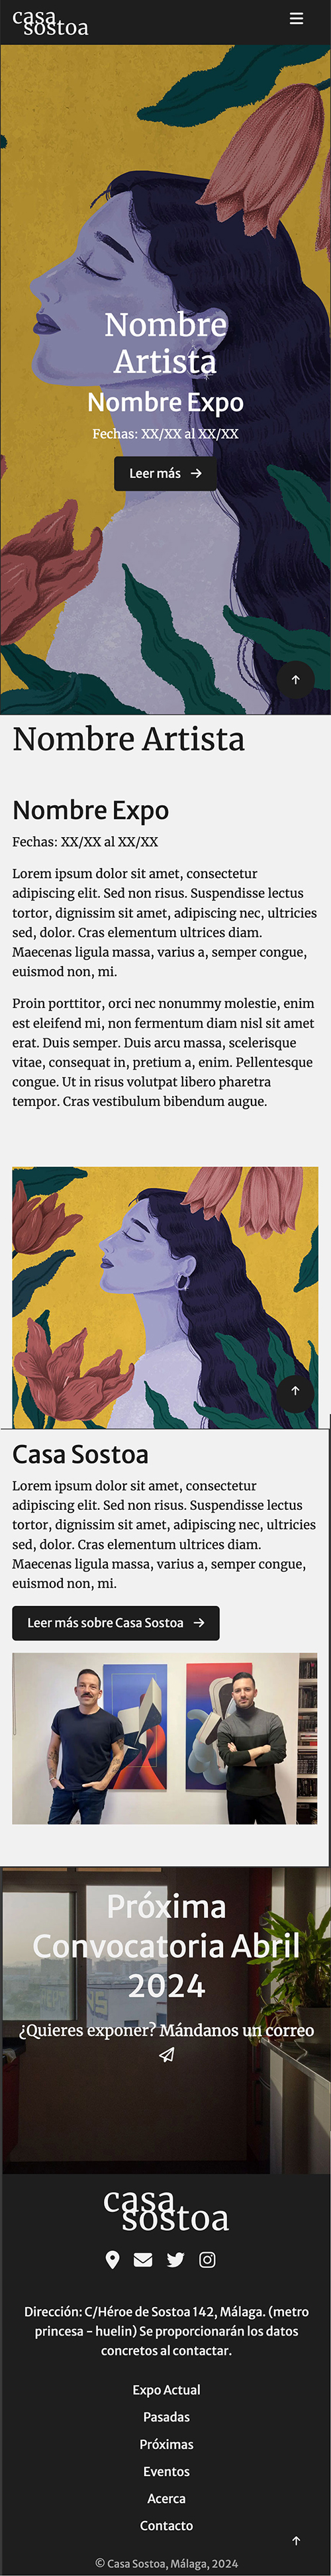 casa
sostoa
Nombre
Artista
Nombre Expo
Fechas: XX/XX al XX/XX
Leer más
Nombre Artista
Nombre Expo
Fechas: XX/XX al XX/XX
Lorem ipsum dolor sit amet, consectetur
adipiscing elit. Sed non risus. Suspendisse lectus
tortor, dignissim sit amet, adipiscing nec, ultricies
sed, dolor. Cras elementum ultrices diam.
Maecenas ligula massa, varius a, semper congue,
euismod non, mi.
Proin porttitor, orci nec nonummy molestie, enim
est eleifend mi, non fermentum diam nisl sit amet
erat. Duis semper. Duis arcu massa, scelerisque
vitae, consequat in, pretium a, enim. Pellentesque
congue. Ut in risus volutpat libero pharetra
tempor. Cras vestibulum bibendum augue.
Casa Sostoa
Lorem ipsum dolor sit amet, consectetur
adipiscing elit. Sed non risus. Suspendisse lectus
tortor, dignissim sit amet, adipiscing nec, ultricies
sed, dolor. Cras elementum ultrices diam.
Maecenas ligula massa, varius a, semper congue,
euismod non, mi.
Leer más sobre Casa Sostoa
Próxima
Convocatoria Abril
2024
¿Quieres exponer? Mándanos un correo
casa
sostoa
Dirección: C/Héroe de Sostoa 142, Málaga. (metro
princesa - huelin) Se proporcionarán los datos
concretos al contactar.
Expo Actual
Pasadas
Próximas
Eventos
Acerca
Contacto
© Casa Sostoa, Málaga, 2024